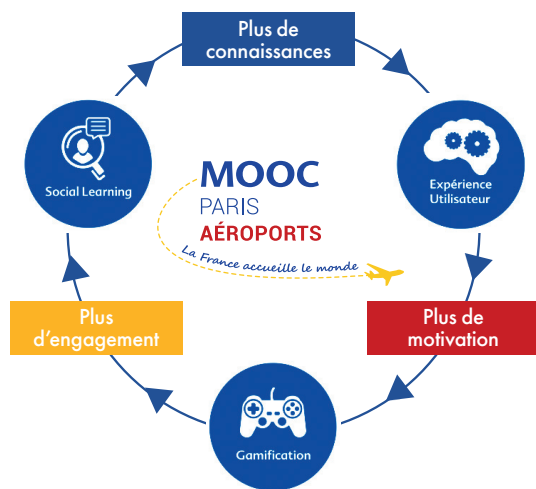 Plus de
connaissances
Social Learning
Expérience
Utilisateur
MOOC
PARIS
AÉROPORTS
La France accueille le monde
Plus
d’engagement
Plus de
motivation
Gamification